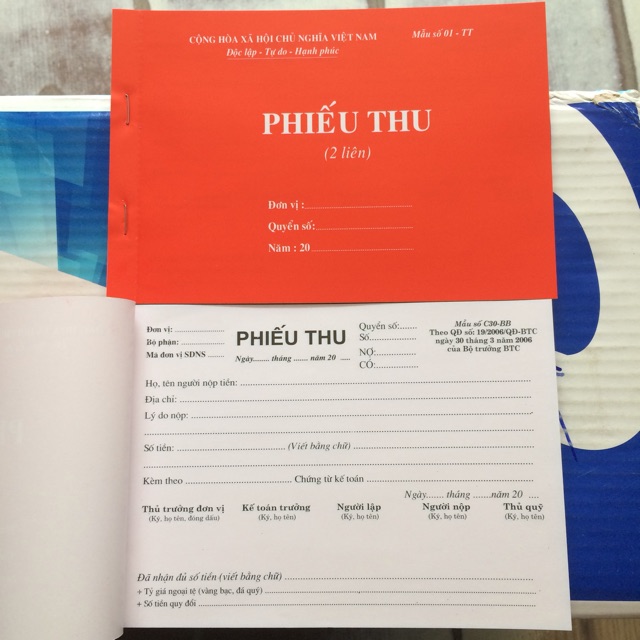 CỘNG HÒA XÃ HỘI CHỦ NGHĨA VIỆT NAM
Độc lập - Tự do - Hạnh phúc
Mẫu số 01 - TT
PHIẾU THU
(2 liên)
Đơn vị :
Quyển số:
Năm : 20
Đơn vị:
Bộ phận:
Mã đơn vị SDNS
PHIẾU THU
Ngày........ tháng ....... năm 20 ....
Quyển số:
Số
NỢ:
CÓ:
Mẫu số C30-BB
Theo QĐ số: 19/2006/QĐ-BTC
ngày 30 tháng 3 năm 2006
của Bộ trưởng BTC
Họ, tên người nộp tiền:
Địa chỉ:
Lý do nộp:
Số tiền: (Viết bằng chữ)
Kèm theo Chứng từ kế toán
Ngày....... tháng .......năm 20 ....
Thủ trưởng đơn vị Kế toán trưởng Người lập Người nộp Thủ quỹ
(Ký, họ tên, đóng dấu) (Ký, họ tên) (Ký, họ tên) (Ký, họ tên) (Ký, họ tên)
Đã nhận đủ số tiền (viết bằng chữ)
+ Tỷ giá ngoại tệ (vàng bạc, đá quý)
+ Số tiền quy đổi